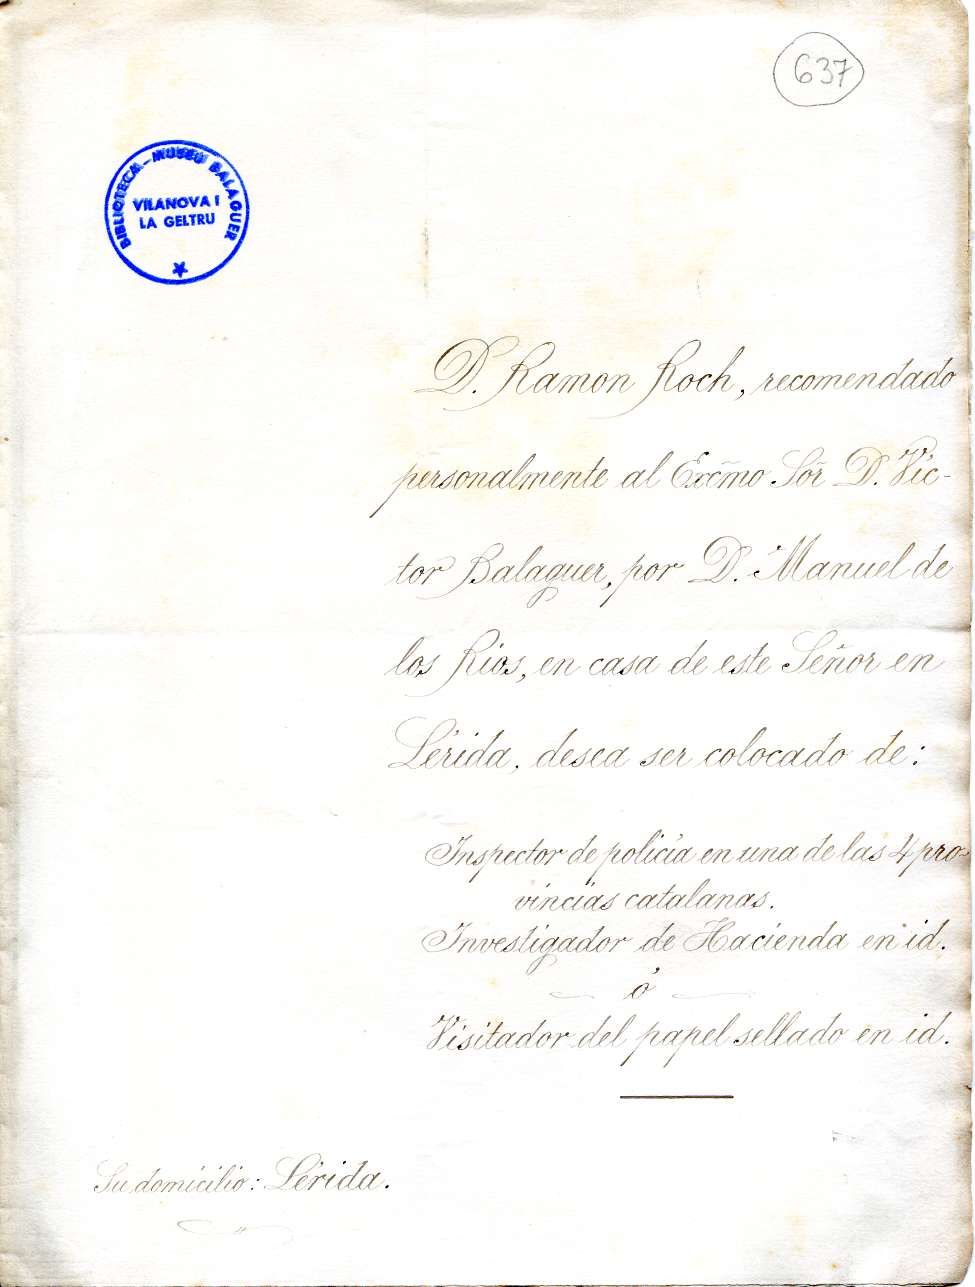 637
BIBLIOTECA-MUSEU BALAGUER
VILANOVA I
LA GELTRU
D. Ramon Roch, recomendado
personalmente al Excm̃o Sor̃ D. Víc-
tor Balaguer, por D. Manuel de
los Rios, en casa de este Señor en
Lérida, desea ser colocado de:
Inspector de policía en una de las 4 pro-
vincias catalanas.
Investigador de Hacienda en id.
ó
Visitador del papel sellado en id.
Su domicilio: Lérida.